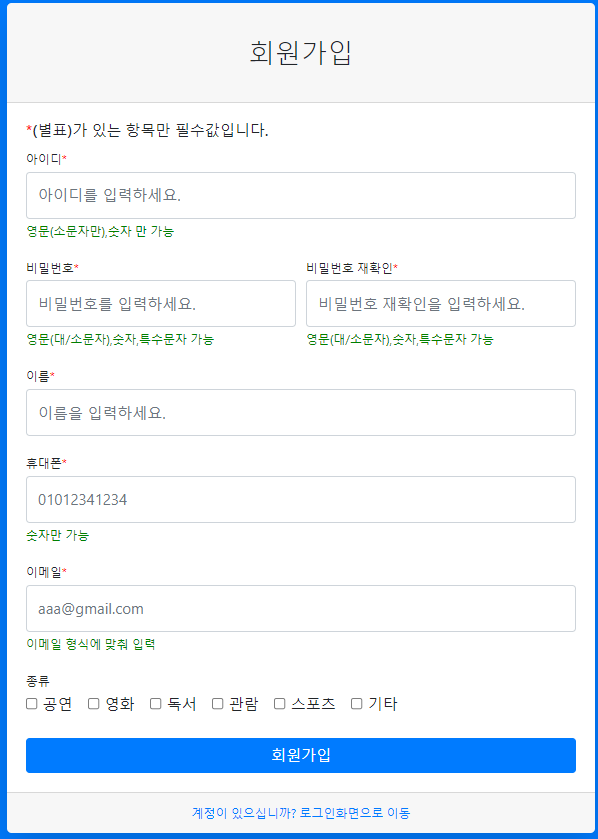 회원가입
*(별표)가 있는 항목만 필수값입니다.
아이디*
아이디를 입력하세요.
영문(소문자만),숫자 만 가능
비밀번호* 비밀번호 재확인*
비밀번호를 입력하세요. 비밀번호 재확인을 입력하세요.
영문(대/소문자),숫자,특수문자 가능 영문(대/소문자),숫자,특수문자 가능
이름*
이름을 입력하세요.
휴대폰*
01012341234
숫자만 가능
이메일*
aaa@gmail.com
이메일 형식에 맞춰 입력
종류
공연 영화 독서 관람 스포츠 기타
회원가입
계정이 있으십니까? 로그인화면으로 이동